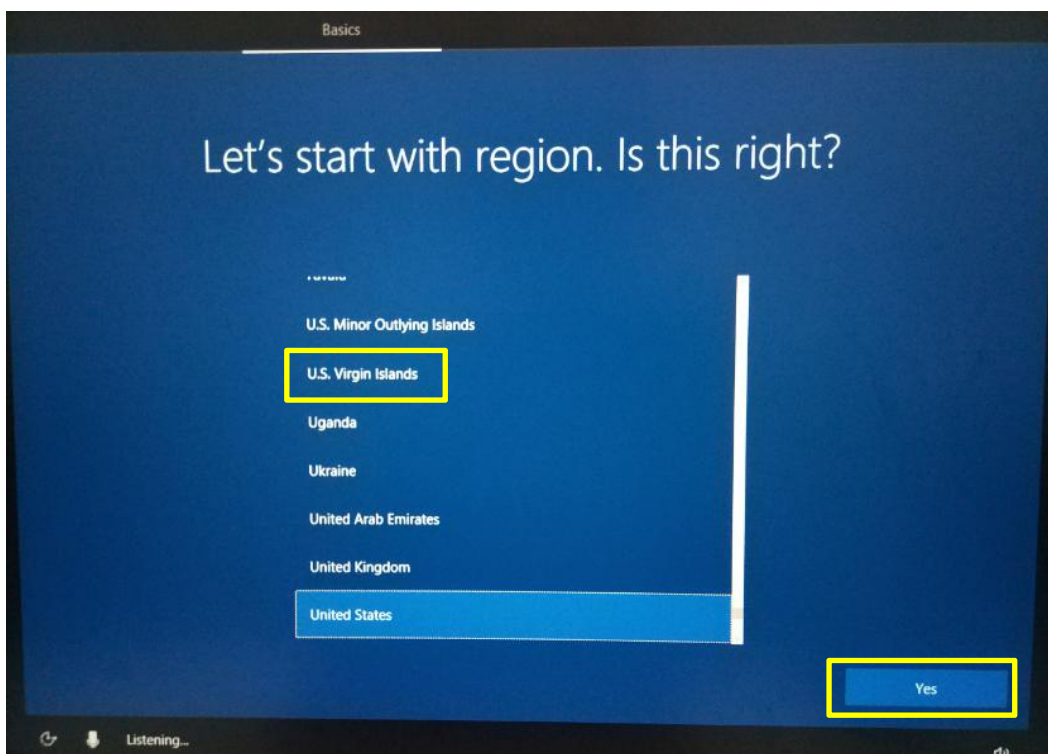 Basics
Let's start with region. Is this right?
U.S. Minor Outlying Islands
U.S. Virgin Islands
Uganda
Ukraine
United Arab Emirates
United Kingdom
United States
Yes
Listening...